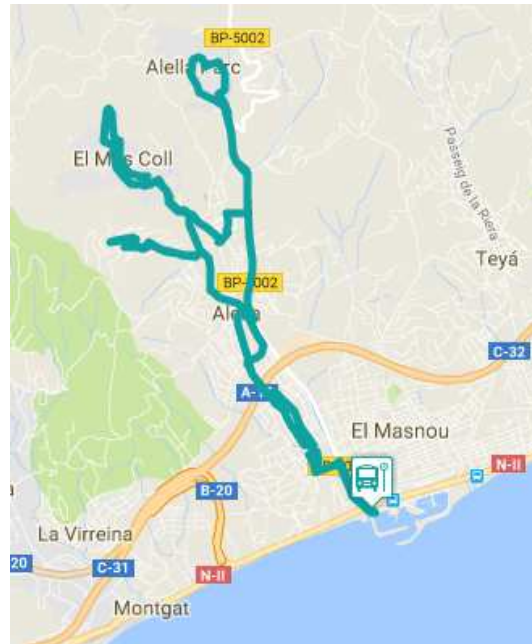 BP-5002
Alella Parc
El Mas Coll
Passeig de la Riera
Teyá
BP-5002
Alella
C-32
El Masnou
N-II
B-20
La Virreina
20
C-31
N-II
Montgat